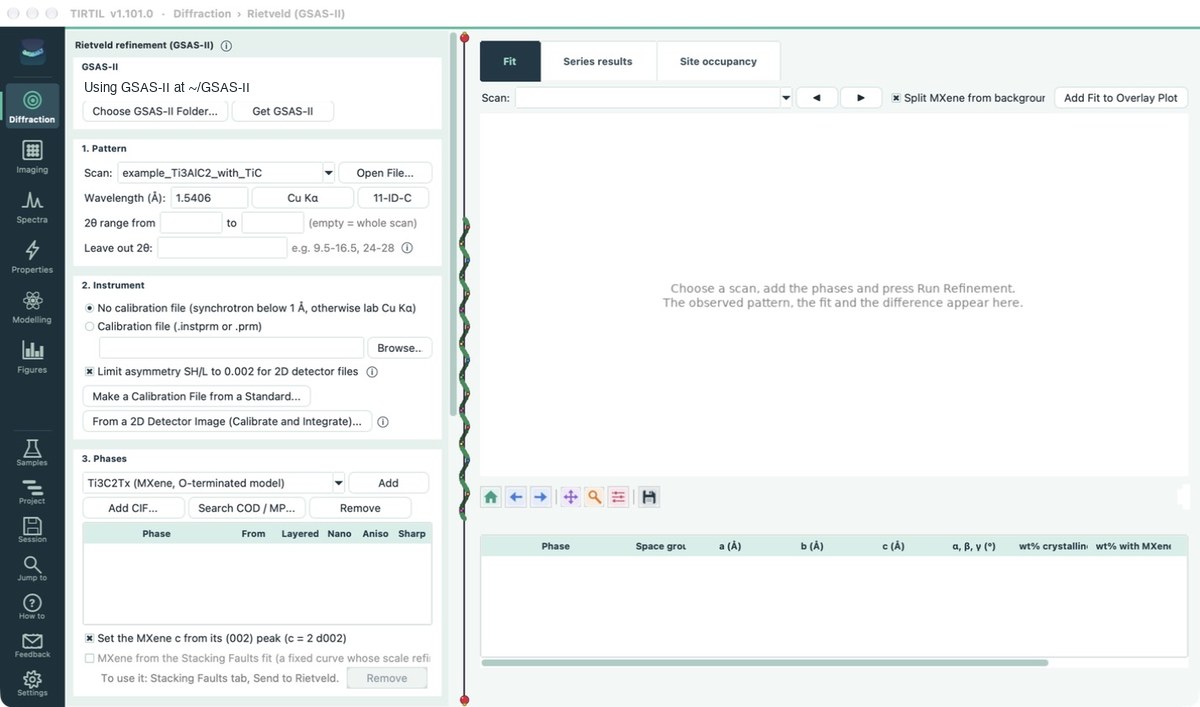 TIRTIL v1.101.0 · Diffraction › Rietveld (GSAS-II)
Diffraction
Imaging
Spectra
Properties
Modelling
Figures
Samples
Project
Session
Jump to
How to
Feedback
Settings
Rietveld refinement (GSAS-II)
GSAS-II
Using GSAS-II at ~/GSAS-II
Choose GSAS-II Folder... Get GSAS-II
1. Pattern
Scan: example_Ti3AlC2_with_TiC Open File...
Wavelength (Å): 1.5406 Cu Kα 11-ID-C
2θ range from to (empty = whole scan)
Leave out 2θ: e.g. 9.5-16.5, 24-28
2. Instrument
No calibration file (synchrotron below 1 Å, otherwise lab Cu Kα)
Calibration file (.instprm or .prm)
Browse..
Limit asymmetry SH/L to 0.002 for 2D detector files
Make a Calibration File from a Standard...
From a 2D Detector Image (Calibrate and Integrate)...
3. Phases
Ti3C2Tx (MXene, O-terminated model) Add
Add CIF... Search COD / MP... Remove
Phase From Layered Nano Aniso Sharp
Set the MXene c from its (002) peak (c = 2 d002)
MXene from the Stacking Faults fit (a fixed curve whose scale refi
To use it: Stacking Faults tab, Send to Rietveld. Remove
Fit Series results Site occupancy
Scan: Split MXene from backgrour Add Fit to Overlay Plot
Choose a scan, add the phases and press Run Refinement.
The observed pattern, the fit and the difference appear here.
Phase Space grou a (Å) b (Å) c (Å) α, β, γ (°) wt% crystallin wt% with MXene